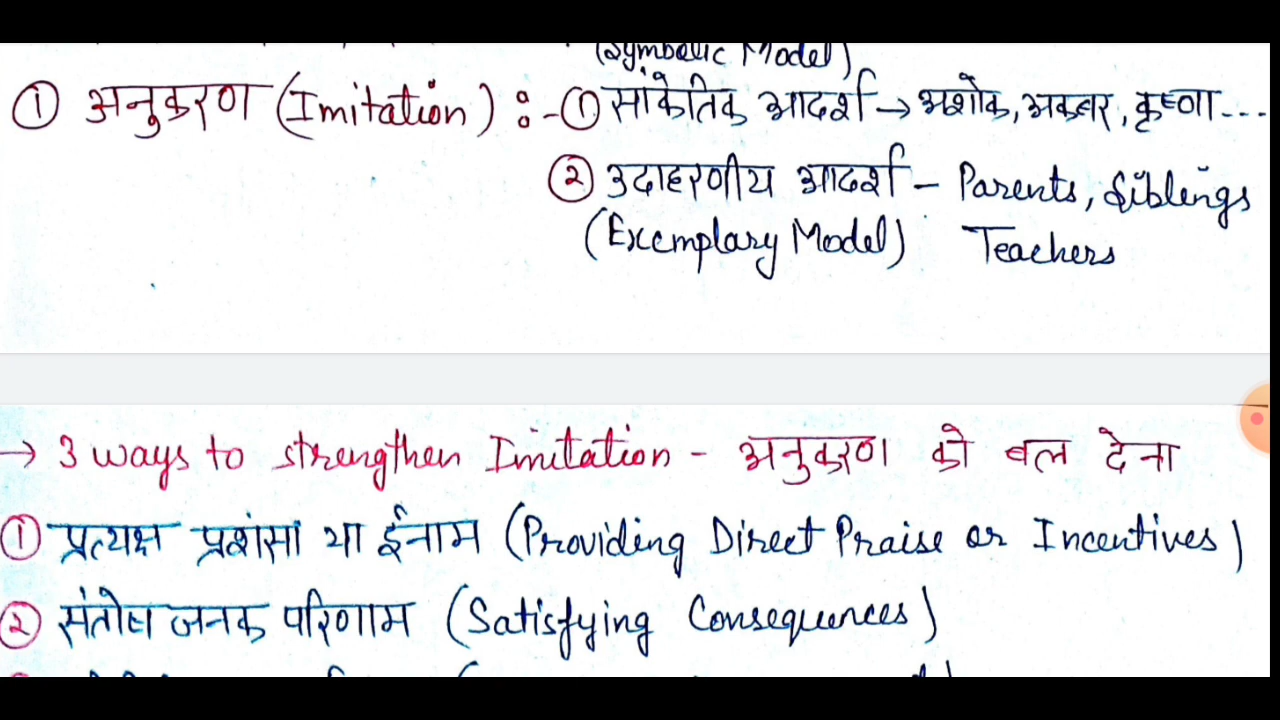 (Symbolic Model)
① अनुकरण (Imitation) :- ① सांकेतिक आदर्श → अशोक, अकबर, कृष्णा ...
② उदाहरणीय आदर्श - Parents, Siblings
(Exemplary Model) Teachers
→ 3 ways to strengthen Imitation - अनुकरण को बल देना
① प्रत्यक्ष प्रशंसा या ईनाम (Providing Direct Praise or Incentives)
② संतोष जनक परिणाम (Satisfying Consequences)